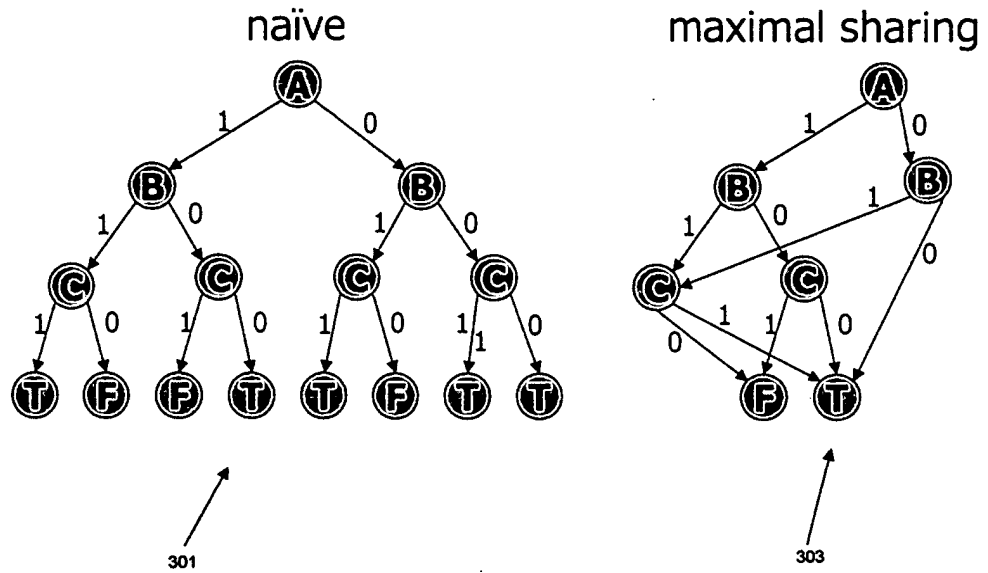 naïve maximal sharing
A A
1 0 1 0
B B B B
1 0 1 0 1 0 1 0
C C C C C C
1 0 1 0 1 0 1 1 0 0 1 1 0
T F F T T F T T F T
301 303